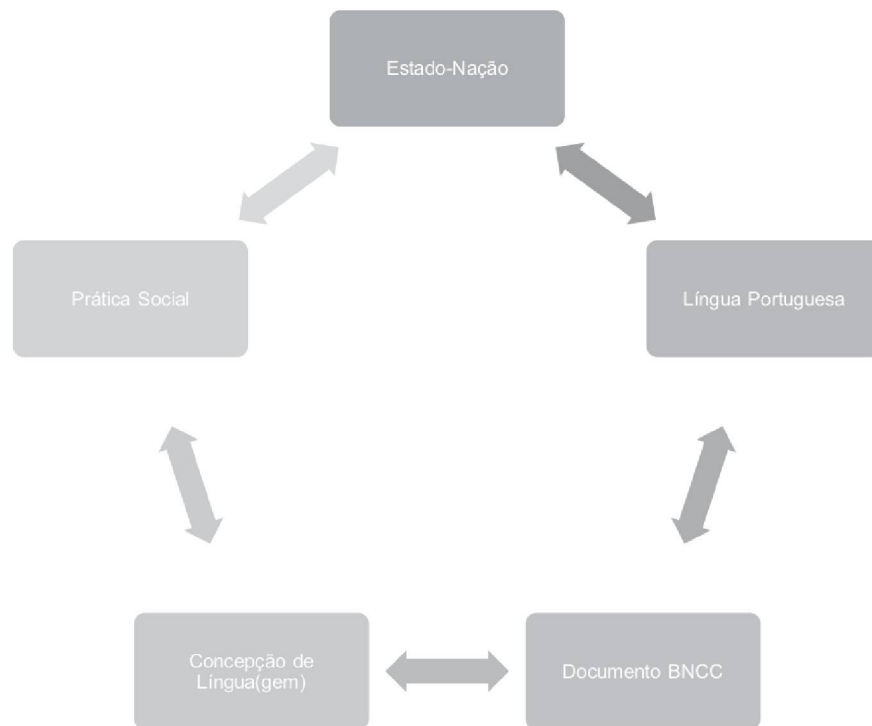 Estado-Nação
Prática Social
Língua Portuguesa
Concepção de
Língua(gem)
Documento BNCC